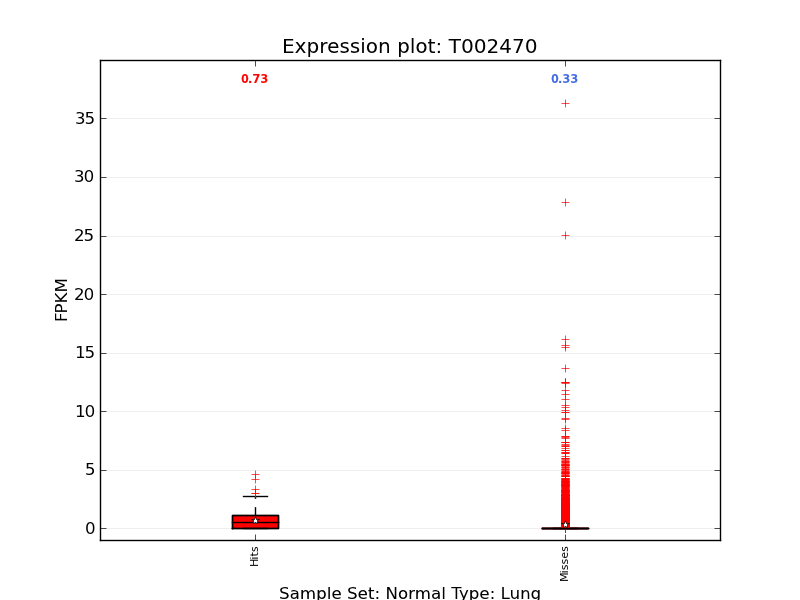 Expression plot: T002470
0.73
0.33
35
30
25
20
15
10
5
0
FPKM
Hits
Misses
Sample Set: Normal Type: Lung